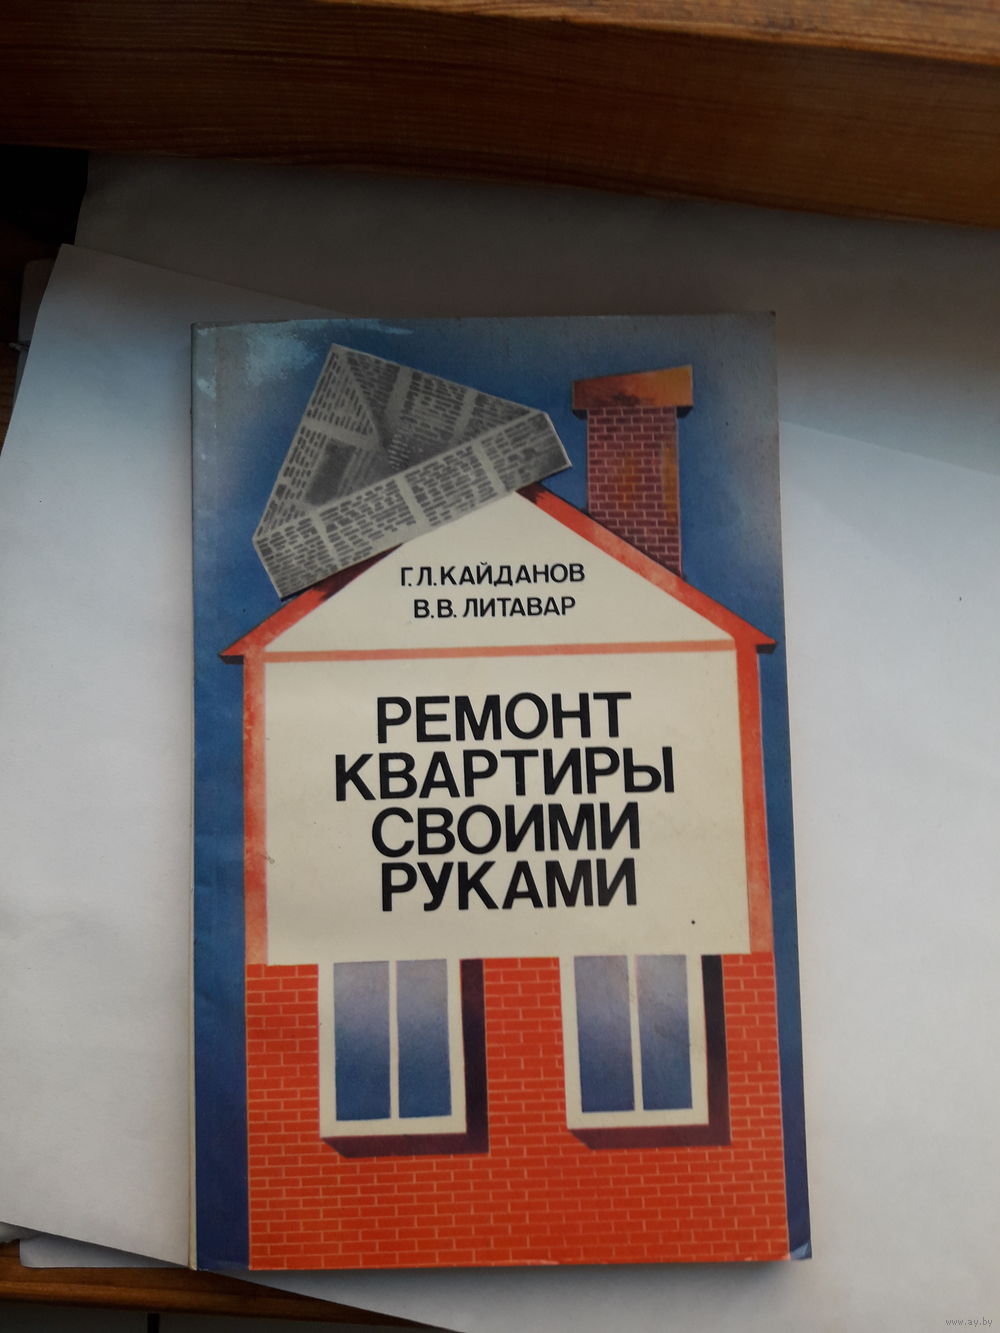 Г.Л.КАЙДАНОВ
В.В.ЛИТАВАР
РЕМОНТ
КВАРТИРЫ
СВОИМИ
РУКАМИ
www.ay.by